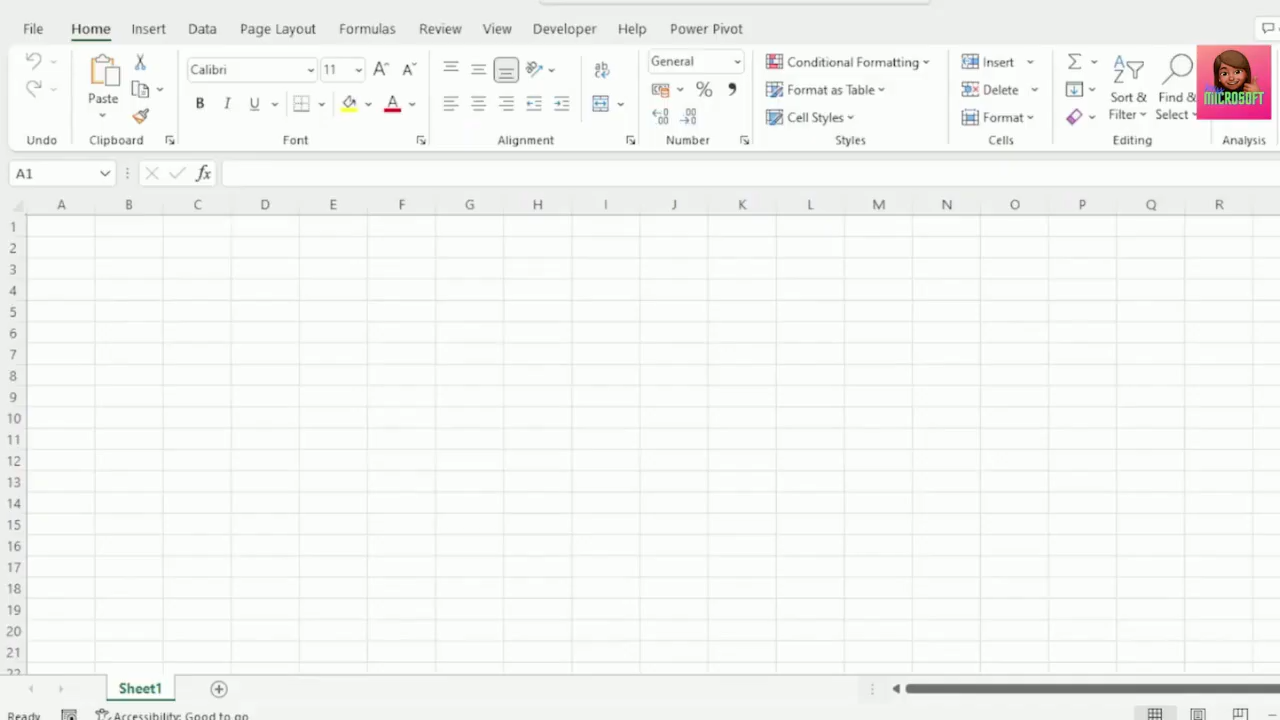 File Home Insert Data Page Layout Formulas Review View Developer Help Power Pivot
Calibri 11 General Conditional Formatting Insert Σ
Paste Format as Table Delete Sort & Find &
B I U A % Cell Styles Format Filter Select MICROSOFT
Undo Clipboard Font Alignment Number Styles Cells Editing Analysis
A1 fx
A B C D E F G H I J K L M N O P Q R
1
2
3
4
5
6
7
8
9
10
11
12
13
14
15
16
17
18
19
20
21
22
Sheet1
Ready Accessibility: Good to go